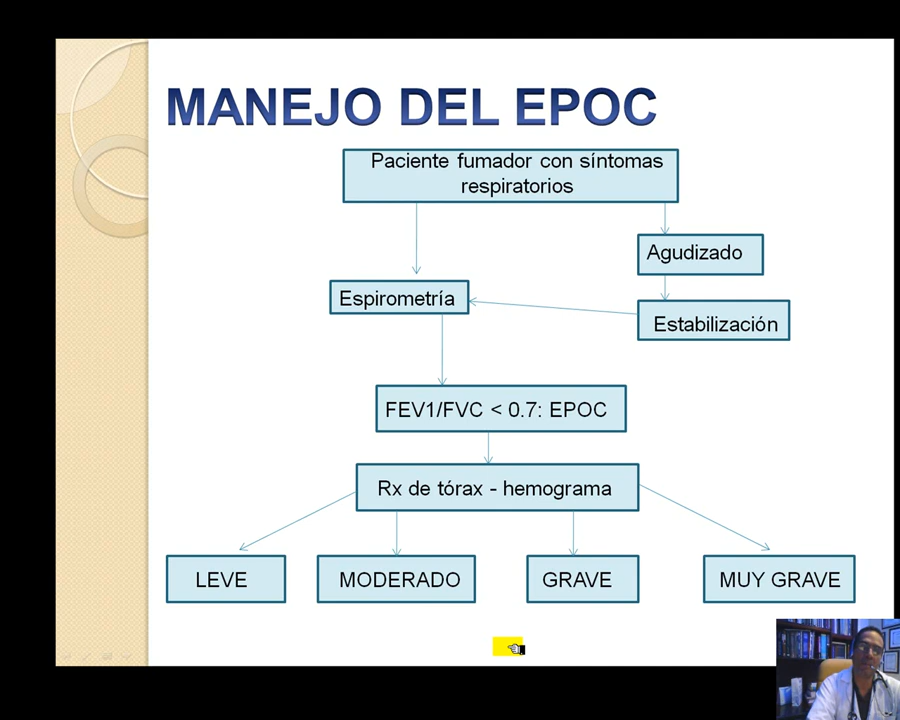 MANEJO DEL EPOC
Paciente fumador con síntomas
respiratorios
Agudizado
Espirometría
Estabilización
FEV1/FVC < 0.7: EPOC
Rx de tórax - hemograma
LEVE
MODERADO
GRAVE
MUY GRAVE